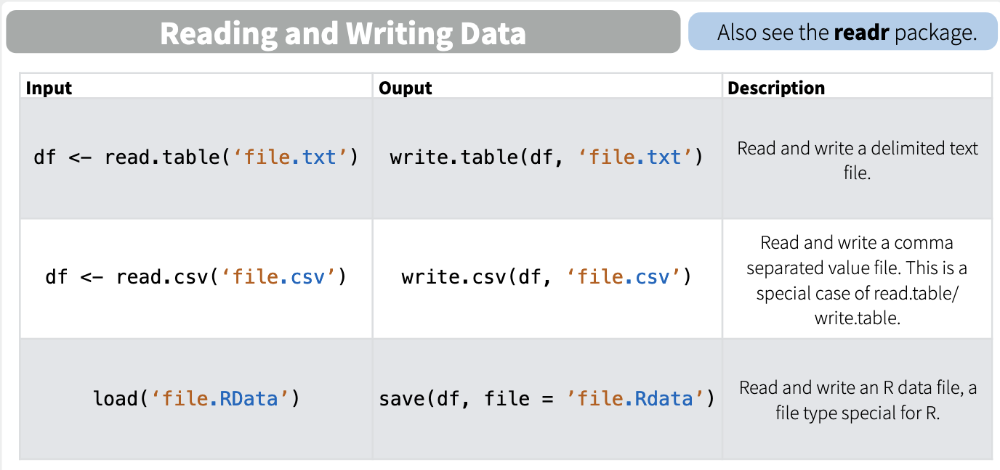 Reading and Writing Data
Also see the readr package.
Input
Ouput
Description
df <- read.table(‘file.txt’)
write.table(df, ‘file.txt’)
Read and write a delimited text
file.
df <- read.csv(‘file.csv’)
write.csv(df, ‘file.csv’)
Read and write a comma
separated value file. This is a
special case of read.table/
write.table.
load(‘file.RData’)
save(df, file = ’file.Rdata’)
Read and write an R data file, a
file type special for R.